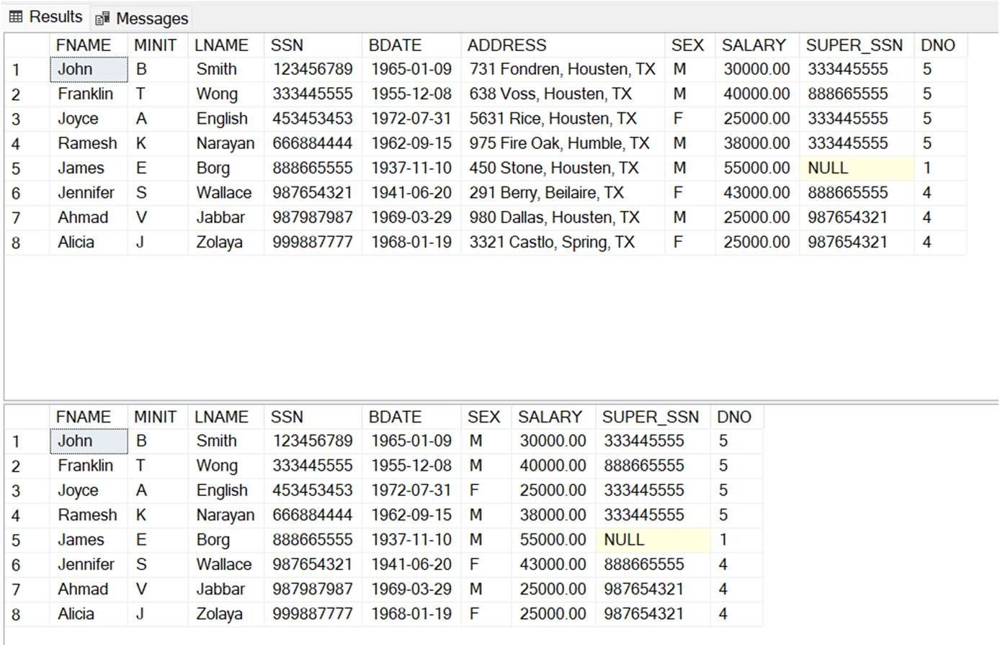 Results Messages
FNAME MINIT LNAME SSN BDATE ADDRESS SEX SALARY SUPER_SSN DNO
1 John B Smith 123456789 1965-01-09 731 Fondren, Housten, TX M 30000.00 333445555 5
2 Franklin T Wong 333445555 1955-12-08 638 Voss, Housten, TX M 40000.00 888665555 5
3 Joyce A English 453453453 1972-07-31 5631 Rice, Housten, TX F 25000.00 333445555 5
4 Ramesh K Narayan 666884444 1962-09-15 975 Fire Oak, Humble, TX M 38000.00 333445555 5
5 James E Borg 888665555 1937-11-10 450 Stone, Housten, TX M 55000.00 NULL 1
6 Jennifer S Wallace 987654321 1941-06-20 291 Berry, Beilaire, TX F 43000.00 888665555 4
7 Ahmad V Jabbar 987987987 1969-03-29 980 Dallas, Housten, TX M 25000.00 987654321 4
8 Alicia J Zolaya 999887777 1968-01-19 3321 Castlo, Spring, TX F 25000.00 987654321 4
FNAME MINIT LNAME SSN BDATE SEX SALARY SUPER_SSN DNO
1 John B Smith 123456789 1965-01-09 M 30000.00 333445555 5
2 Franklin T Wong 333445555 1955-12-08 M 40000.00 888665555 5
3 Joyce A English 453453453 1972-07-31 F 25000.00 333445555 5
4 Ramesh K Narayan 666884444 1962-09-15 M 38000.00 333445555 5
5 James E Borg 888665555 1937-11-10 M 55000.00 NULL 1
6 Jennifer S Wallace 987654321 1941-06-20 F 43000.00 888665555 4
7 Ahmad V Jabbar 987987987 1969-03-29 M 25000.00 987654321 4
8 Alicia J Zolaya 999887777 1968-01-19 F 25000.00 987654321 4